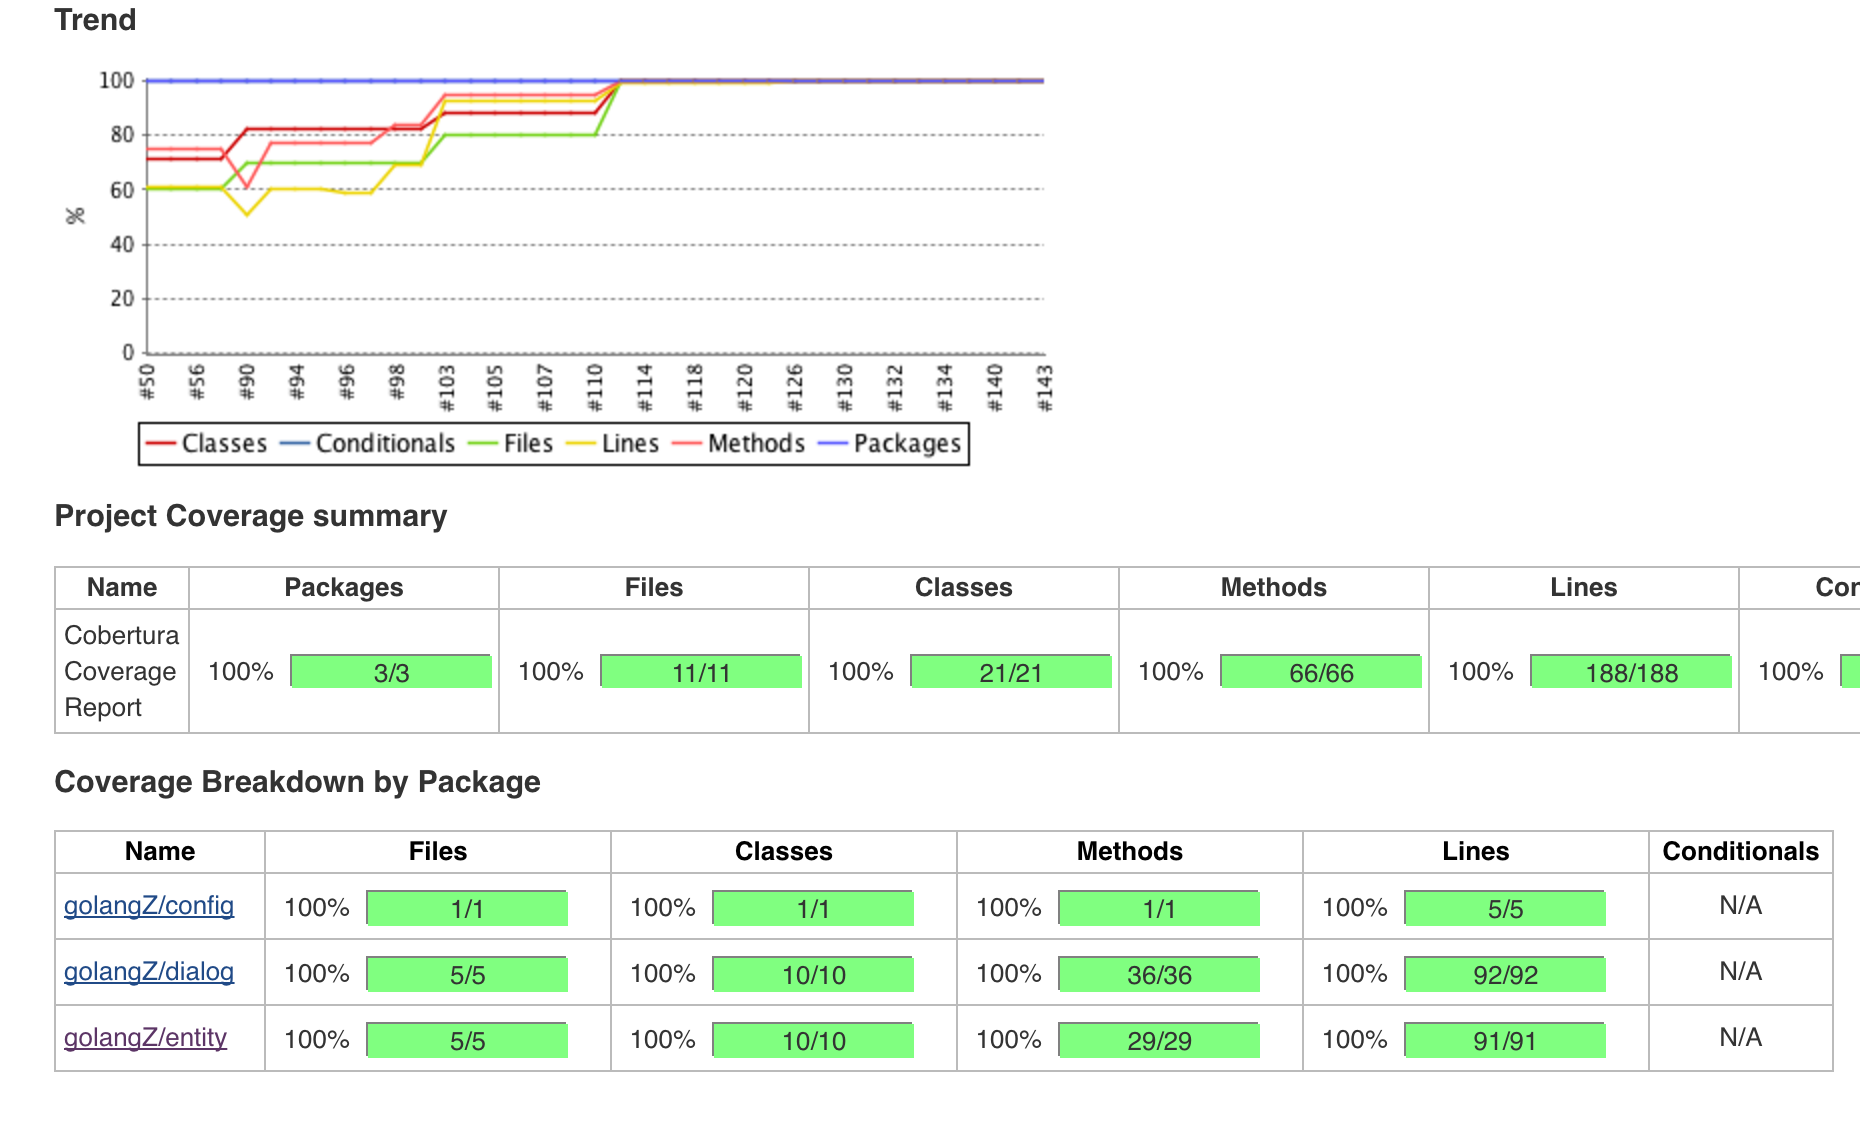 Trend
100
80
60
40
20
0
%
#50 #56 #90 #94 #96 #98 #103 #105 #107 #110 #114 #118 #120 #126 #130 #132 #134 #140 #143
Classes Conditionals Files Lines Methods Packages
Project Coverage summary
Name Packages Files Classes Methods Lines Con
Cobertura
Coverage
Report
100% 3/3 100% 11/11 100% 21/21 100% 66/66 100% 188/188 100%
Coverage Breakdown by Package
Name Files Classes Methods Lines Conditionals
golangZ/config 100% 1/1 100% 1/1 100% 1/1 100% 5/5 N/A
golangZ/dialog 100% 5/5 100% 10/10 100% 36/36 100% 92/92 N/A
golangZ/entity 100% 5/5 100% 10/10 100% 29/29 100% 91/91 N/A